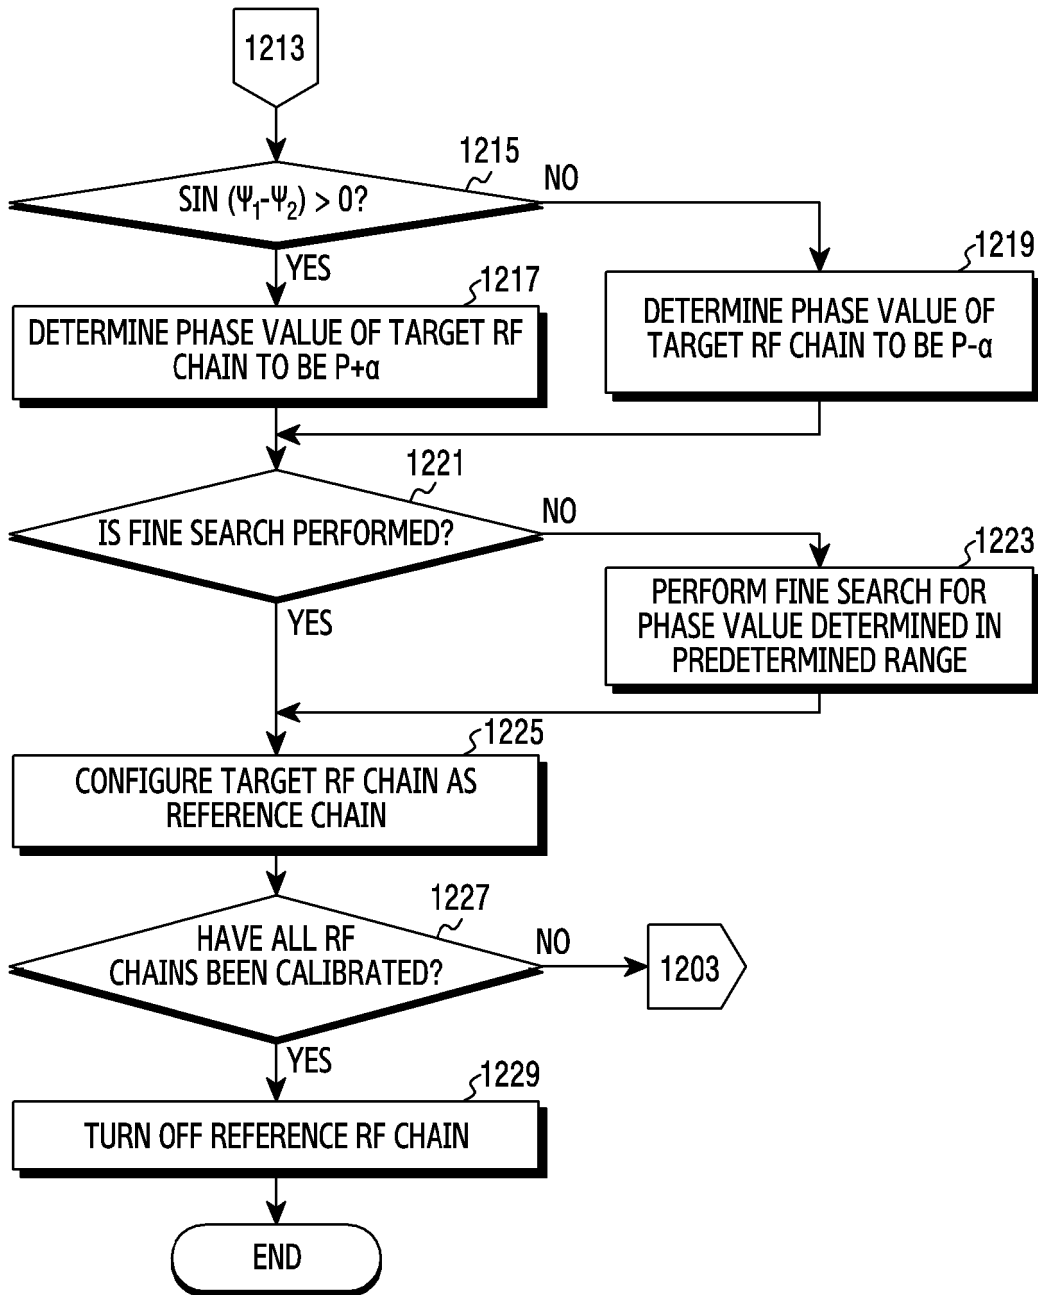 1213
1215
SIN (Ψ₁-Ψ₂) > 0?
NO
YES
1217
DETERMINE PHASE VALUE OF TARGET RF
CHAIN TO BE P+α
1219
DETERMINE PHASE VALUE OF
TARGET RF CHAIN TO BE P-α
1221
IS FINE SEARCH PERFORMED?
NO
YES
1223
PERFORM FINE SEARCH FOR
PHASE VALUE DETERMINED IN
PREDETERMINED RANGE
1225
CONFIGURE TARGET RF CHAIN AS
REFERENCE CHAIN
1227
HAVE ALL RF
CHAINS BEEN CALIBRATED?
NO
1203
YES
1229
TURN OFF REFERENCE RF CHAIN
END